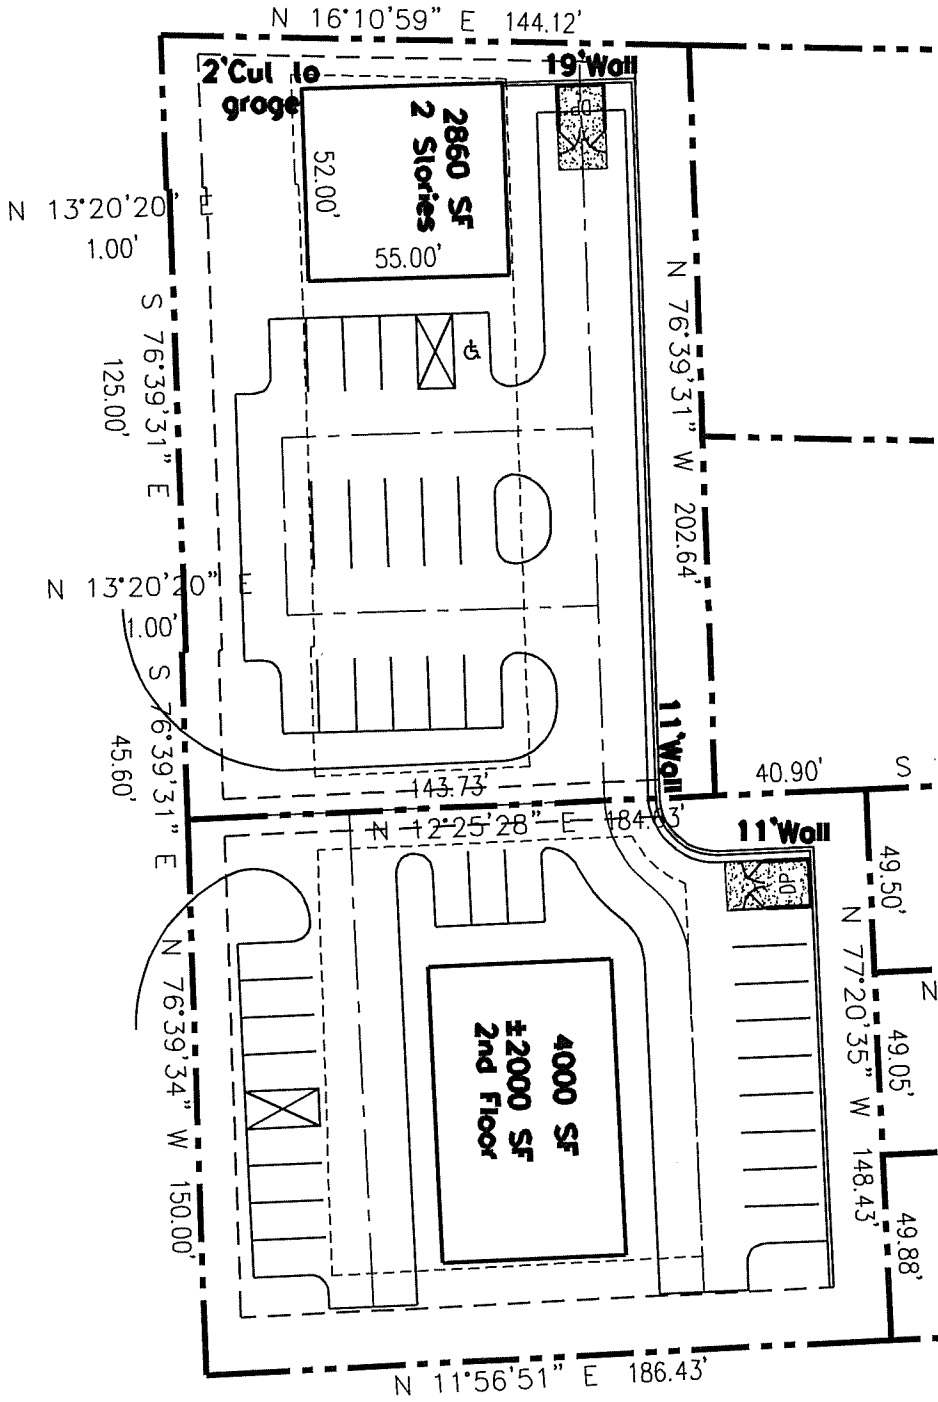 N 16°10'59" E 144.12'
2'Cul lo
groge
19'Wall
DP
2860 SF
2 Slories
52.00'
55.00'
N 13°20'20" E
1.00'
S 76°39'31" E
125.00'
N 76°39'31" W 202.64'
N 13°20'20" E
1.00'
S 76°39'31" E
45.60'
11'Wall
143.73'
40.90'
S
N 12°25'28" E 184.63'
11'Wall
DP
49.50'
N
N 77°20'35" W 148.43'
49.05'
49.88'
N 76°39'34" W 150.00'
4000 SF
±2000 SF
2nd Floor
N 11°56'51" E 186.43'